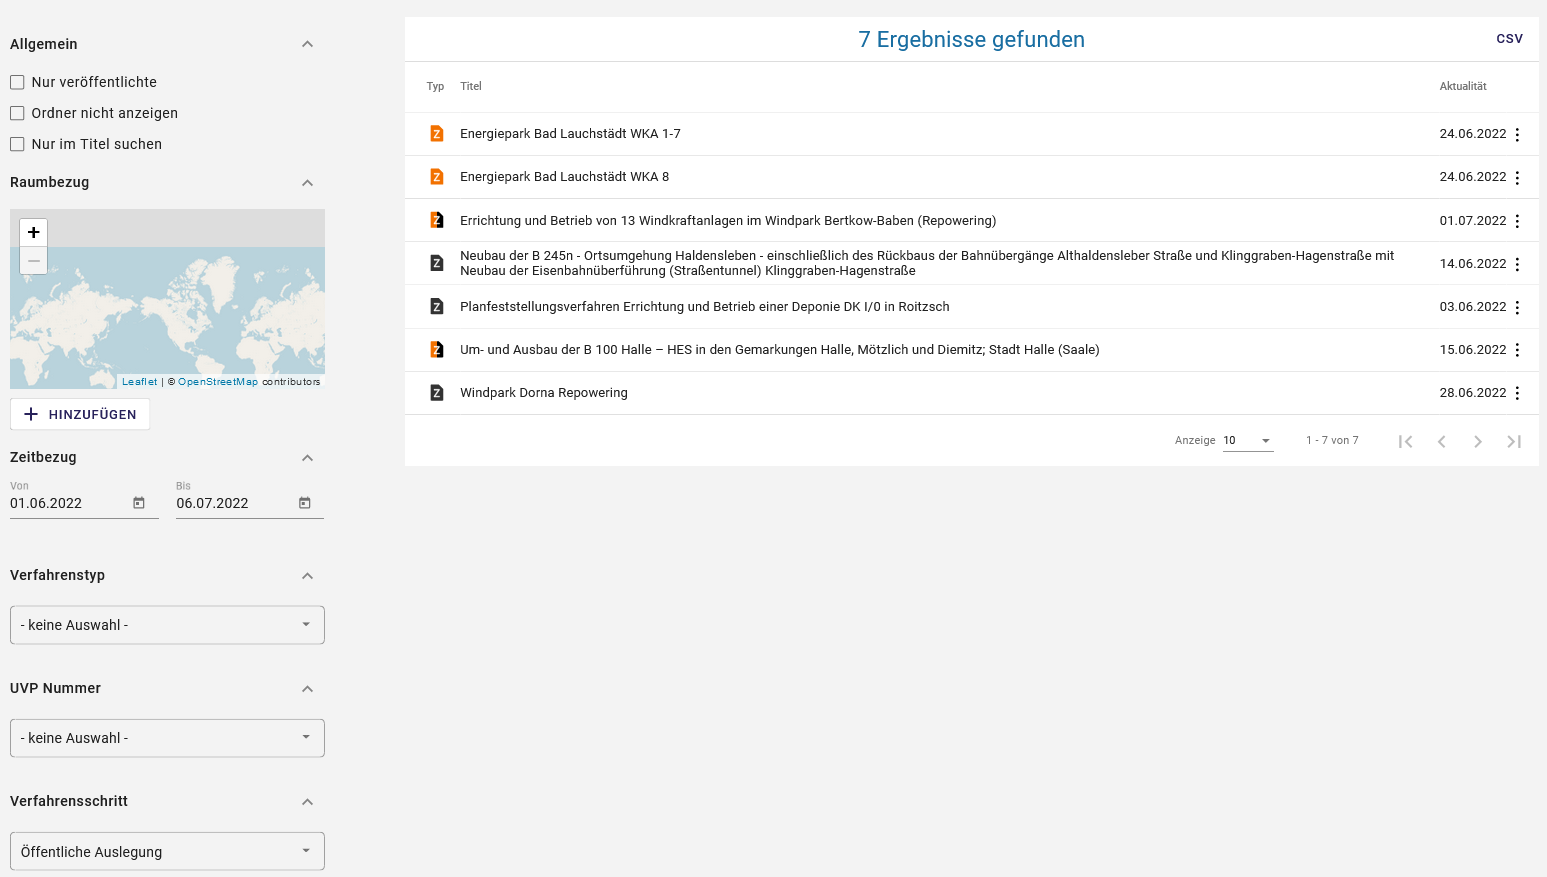 Allgemein
Nur veröffentlichte
Ordner nicht anzeigen
Nur im Titel suchen
Raumbezug
+
−
Leaflet | © OpenStreetMap contributors
+ HINZUFÜGEN
Zeitbezug
Von
01.06.2022
Bis
06.07.2022
Verfahrenstyp
- keine Auswahl -
UVP Nummer
- keine Auswahl -
Verfahrensschritt
Öffentliche Auslegung
7 Ergebnisse gefunden
CSV
Typ Titel Aktualität
Z Energiepark Bad Lauchstädt WKA 1-7 24.06.2022
Z Energiepark Bad Lauchstädt WKA 8 24.06.2022
Z Errichtung und Betrieb von 13 Windkraftanlagen im Windpark Bertkow-Baben (Repowering) 01.07.2022
Z Neubau der B 245n - Ortsumgehung Haldensleben - einschließlich des Rückbaus der Bahnübergänge Althaldensleber Straße und Klinggraben-Hagenstraße mit
Neubau der Eisenbahnüberführung (Straßentunnel) Klinggraben-Hagenstraße 14.06.2022
Z Planfeststellungsverfahren Errichtung und Betrieb einer Deponie DK I/0 in Roitzsch 03.06.2022
Z Um- und Ausbau der B 100 Halle – HES in den Gemarkungen Halle, Mötzlich und Diemitz; Stadt Halle (Saale) 15.06.2022
Z Windpark Dorna Repowering 28.06.2022
Anzeige 10 1 - 7 von 7